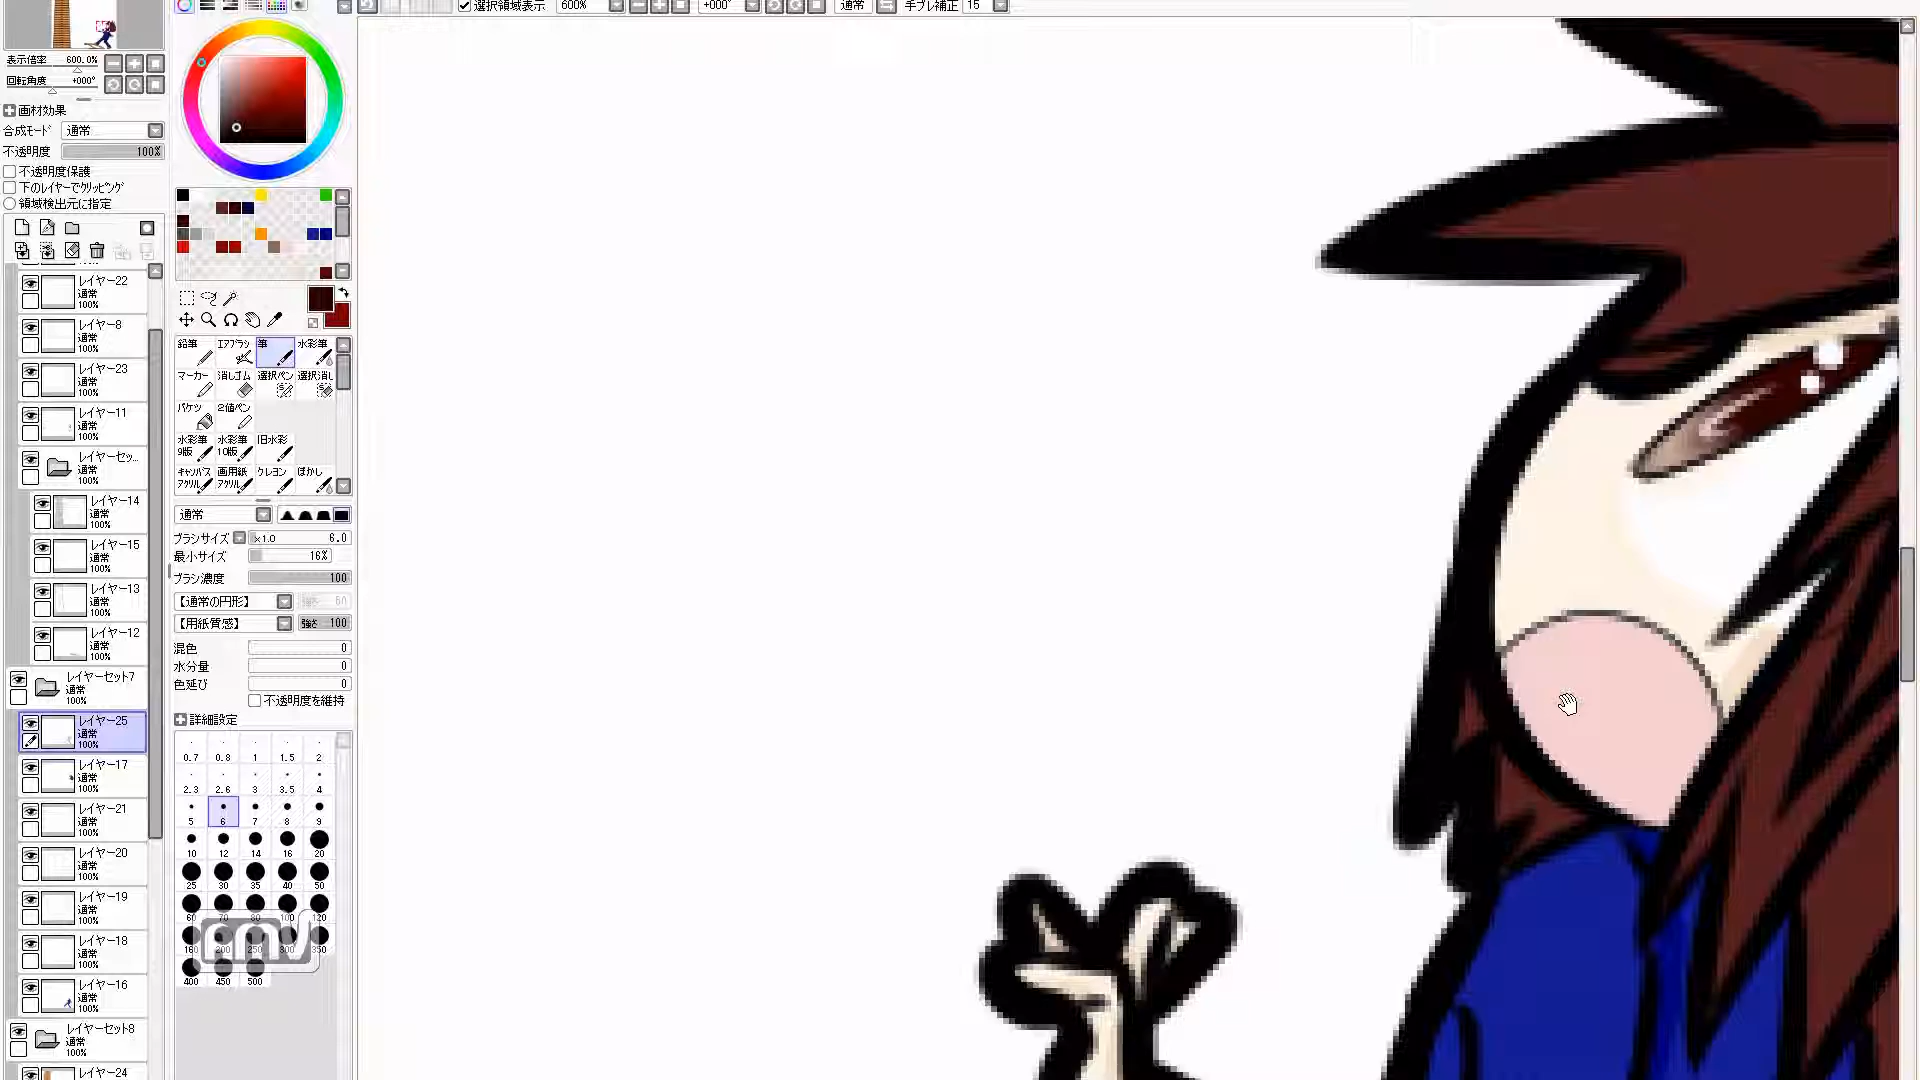 選択領域表示 600% +000° 通常 手ブレ補正 15
表示倍率 600.0%
回転角度 +000°
画材効果
合成モード 通常
不透明度 100%
不透明度保護
下のレイヤーでクリッピング
領域検出元に指定
レイヤー22
通常
100%
レイヤー8
通常
100%
レイヤー23
通常
100%
レイヤー11
通常
100%
レイヤーセッ...
通常
100%
レイヤー14
通常
100%
レイヤー15
通常
100%
レイヤー13
通常
100%
レイヤー12
通常
100%
レイヤーセット7
通常
100%
レイヤー25
通常
100%
レイヤー17
通常
100%
レイヤー21
通常
100%
レイヤー20
通常
100%
レイヤー19
通常
100%
レイヤー18
通常
100%
レイヤー16
通常
100%
レイヤーセット8
通常
100%
レイヤー24
鉛筆 エアブラシ 筆 水彩筆
マーカー 消しゴム 選択ペン 選択消し
バケツ 2値ペン
水彩筆 水彩筆 旧水彩
9版 10版
キャンバス 画用紙 クレヨン ぼかし
アクリル アクリル
通常
ブラシサイズ x1.0 6.0
最小サイズ 16%
ブラシ濃度 100
【通常の円形】 強さ 50
【用紙質感】 強さ 100
混色 0
水分量 0
色延び 0
不透明度を維持
詳細設定
0.7 0.8 1 1.5 2
2.3 2.6 3 3.5 4
5 6 7 8 9
10 12 14 16 20
25 30 35 40 50
60 70 80 100 120
160 200 250 300 350
400 450 500
AMV